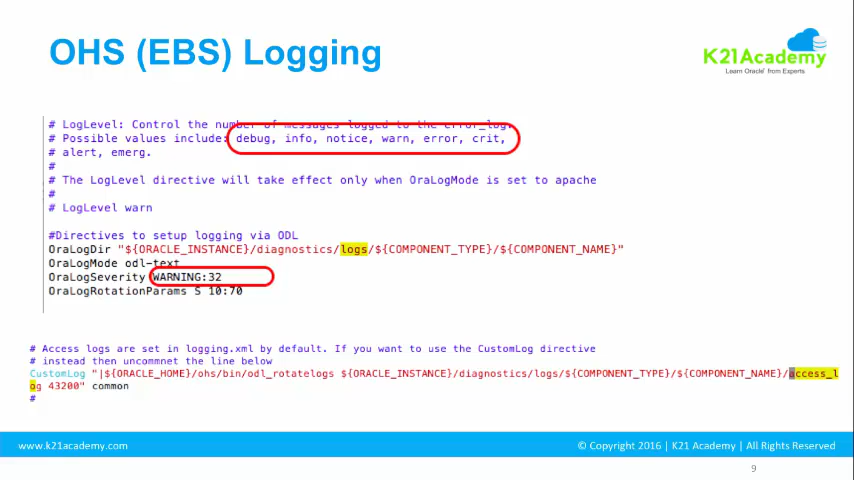 OHS (EBS) Logging
K21Academy
Learn Oracle® from Experts
# LogLevel: Control the number of messages logged to the error_log.
# Possible values include: debug, info, notice, warn, error, crit,
# alert, emerg.
#
# The LogLevel directive will take effect only when OraLogMode is set to apache
#
# LogLevel warn
#Directives to setup logging via ODL
OraLogDir "${ORACLE_INSTANCE}/diagnostics/logs/${COMPONENT_TYPE}/${COMPONENT_NAME}"
OraLogMode odl-text
OraLogSeverity WARNING:32
OraLogRotationParams S 10:70
# Access logs are set in logging.xml by default. If you want to use the CustomLog directive
# instead then uncommnet the line below
CustomLog "|${ORACLE_HOME}/ohs/bin/odl_rotatelogs ${ORACLE_INSTANCE}/diagnostics/logs/${COMPONENT_TYPE}/${COMPONENT_NAME}/access_l
og 43200" common
#
www.k21academy.com
© Copyright 2016 | K21 Academy | All Rights Reserved
9